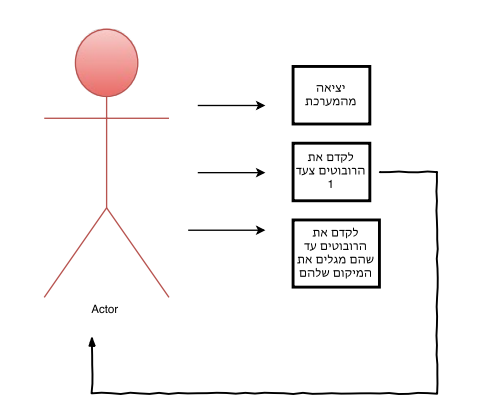 יציאה
מהמערכת
לקדם את
הרובוטים צעד
1
לקדם את
הרובוטים עד
שהם מגלים את
המיקום שלהם
Actor